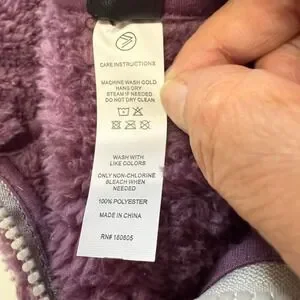 CARE INSTRUCTIONS
MACHINE WASH COLD
HANG DRY
STEAM IF NEEDED
DO NOT DRY CLEAN
WASH WITH
LIKE COLORS
ONLY NON-CHLORINE
BLEACH WHEN
NEEDED
100% POLYESTER
MADE IN CHINA
RN# 160605